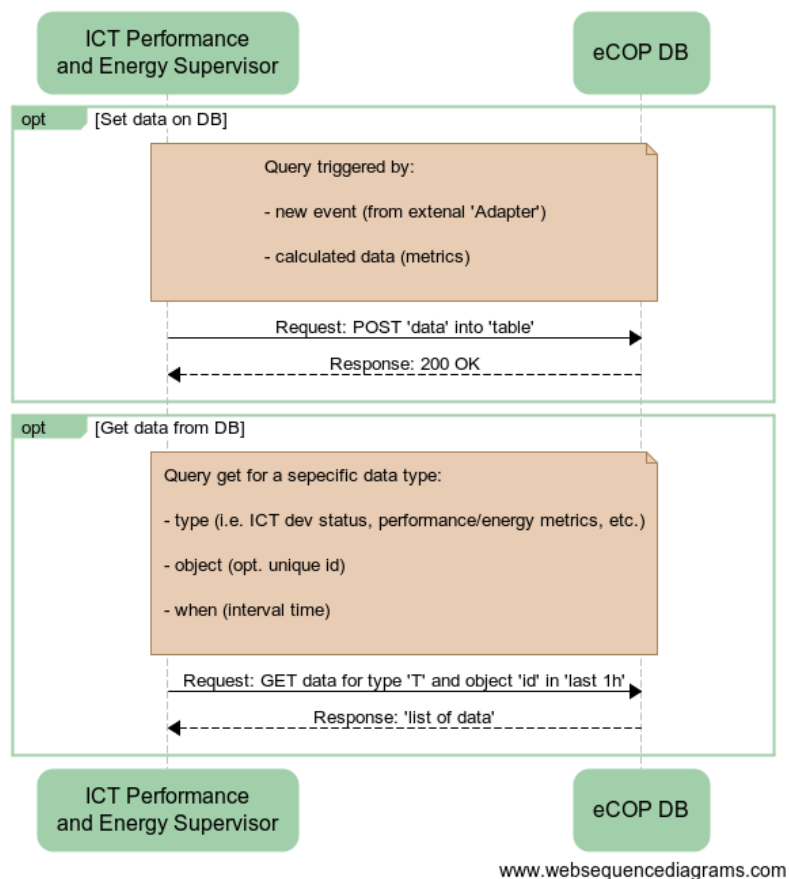 ICT Performance
and Energy Supervisor
eCOP DB
opt
[Set data on DB]
Query triggered by:
- new event (from extenal 'Adapter')
- calculated data (metrics)
Request: POST 'data' into 'table'
Response: 200 OK
opt
[Get data from DB]
Query get for a sepecific data type:
- type (i.e. ICT dev status, performance/energy metrics, etc.)
- object (opt. unique id)
- when (interval time)
Request: GET data for type 'T' and object 'id' in 'last 1h'
Response: 'list of data'
ICT Performance
and Energy Supervisor
eCOP DB
www.websequencediagrams.com